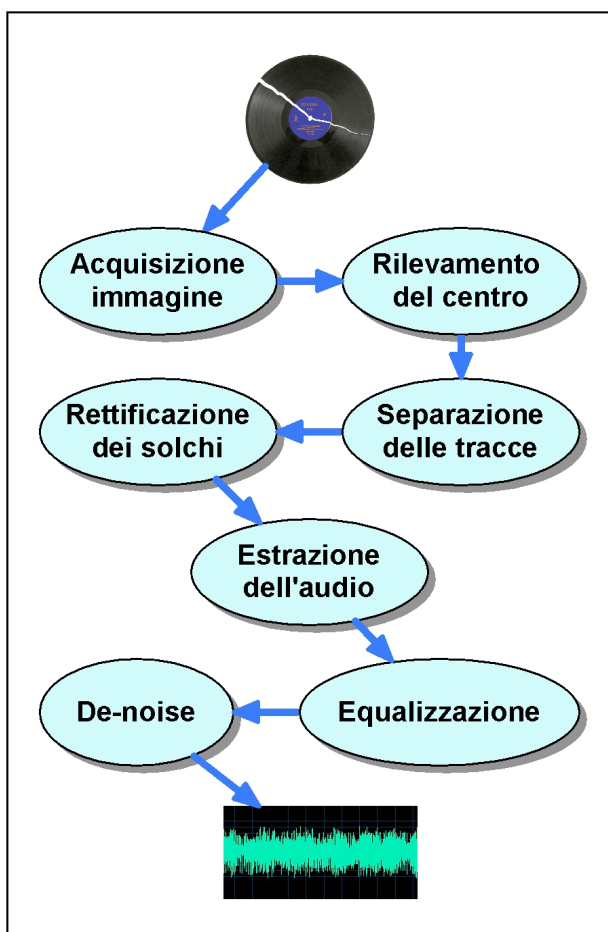 Acquisizione
immagine
Rilevamento
del centro
Separazione
delle tracce
Rettificazione
dei solchi
Estrazione
dell'audio
Equalizzazione
De-noise